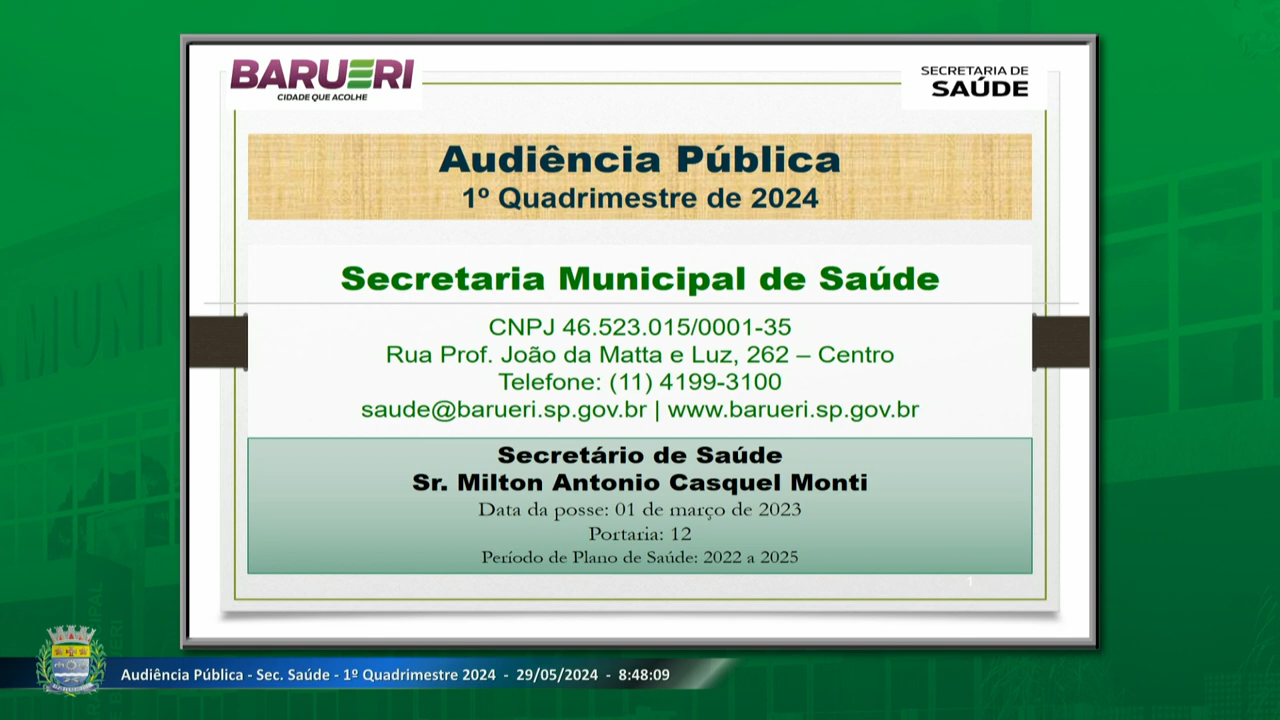 BARUERI
CIDADE QUE ACOLHE
SECRETARIA DE
SAÚDE
Audiência Pública
1º Quadrimestre de 2024
Secretaria Municipal de Saúde
CNPJ 46.523.015/0001-35
Rua Prof. João da Matta e Luz, 262 – Centro
Telefone: (11) 4199-3100
saude@barueri.sp.gov.br | www.barueri.sp.gov.br
Secretário de Saúde
Sr. Milton Antonio Casquel Monti
Data da posse: 01 de março de 2023
Portaria: 12
Período de Plano de Saúde: 2022 a 2025
1
Audiência Pública - Sec. Saúde - 1º Quadrimestre 2024 - 29/05/2024 - 8:48:09